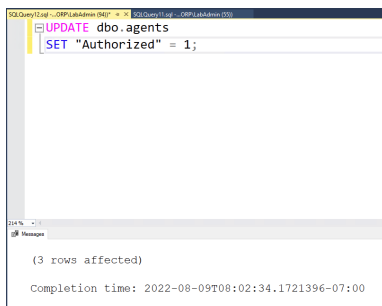 SQLQuery12.sql -...ORP\LabAdmin (94))* SQLQuery11.sql -...ORP\LabAdmin (55))
UPDATE dbo.agents
SET "Authorized" = 1;
214 %
Messages
(3 rows affected)
Completion time: 2022-08-09T08:02:34.1721396-07:00